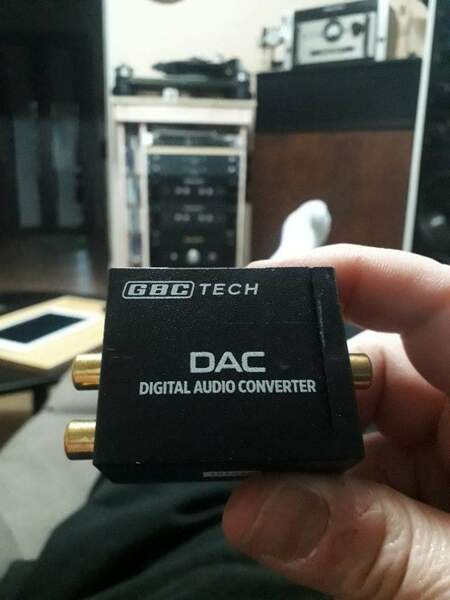 GBC TECH
DAC
DIGITAL AUDIO CONVERTER